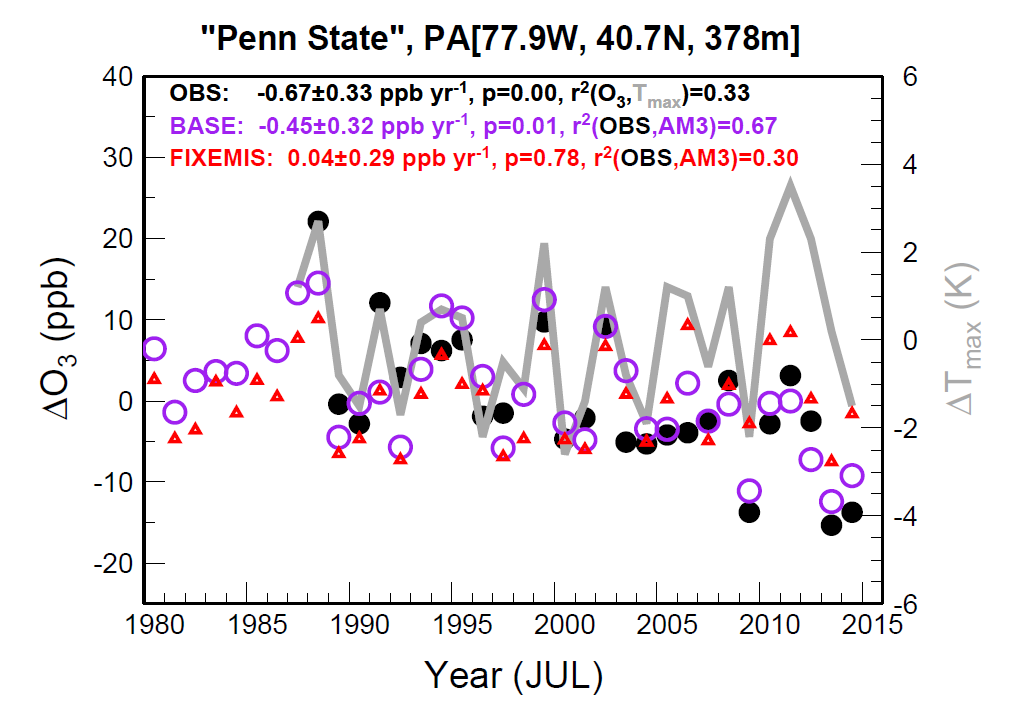 "Penn State", PA[77.9W, 40.7N, 378m]
OBS: -0.67±0.33 ppb yr⁻¹, p=0.00, r²(O₃,Tₘₐₓ)=0.33
BASE: -0.45±0.32 ppb yr⁻¹, p=0.01, r²(OBS,AM3)=0.67
FIXEMIS: 0.04±0.29 ppb yr⁻¹, p=0.78, r²(OBS,AM3)=0.30
40
30
20
10
0
-10
-20
ΔO₃ (ppb)
6
4
2
0
-2
-4
-6
ΔTₘₐₓ (K)
1980 1985 1990 1995 2000 2005 2010 2015
Year (JUL)